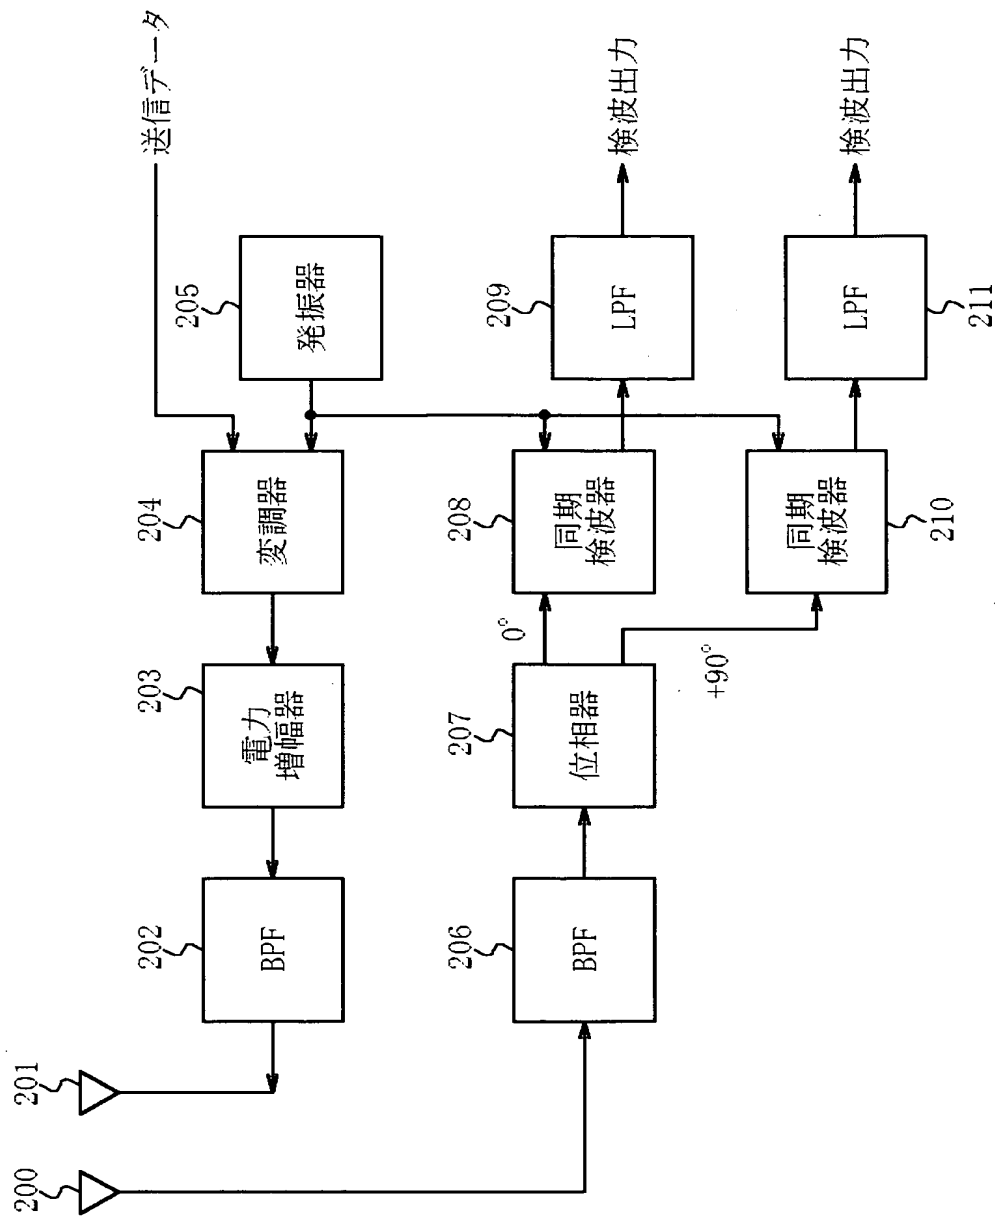 200
201
202
BPF
203
電力
増幅器
204
変調器
205
発振器
送信データ
206
BPF
207
位相器
0°
+90°
208
同期
検波器
209
LPF
検波出力
210
同期
検波器
211
LPF
検波出力